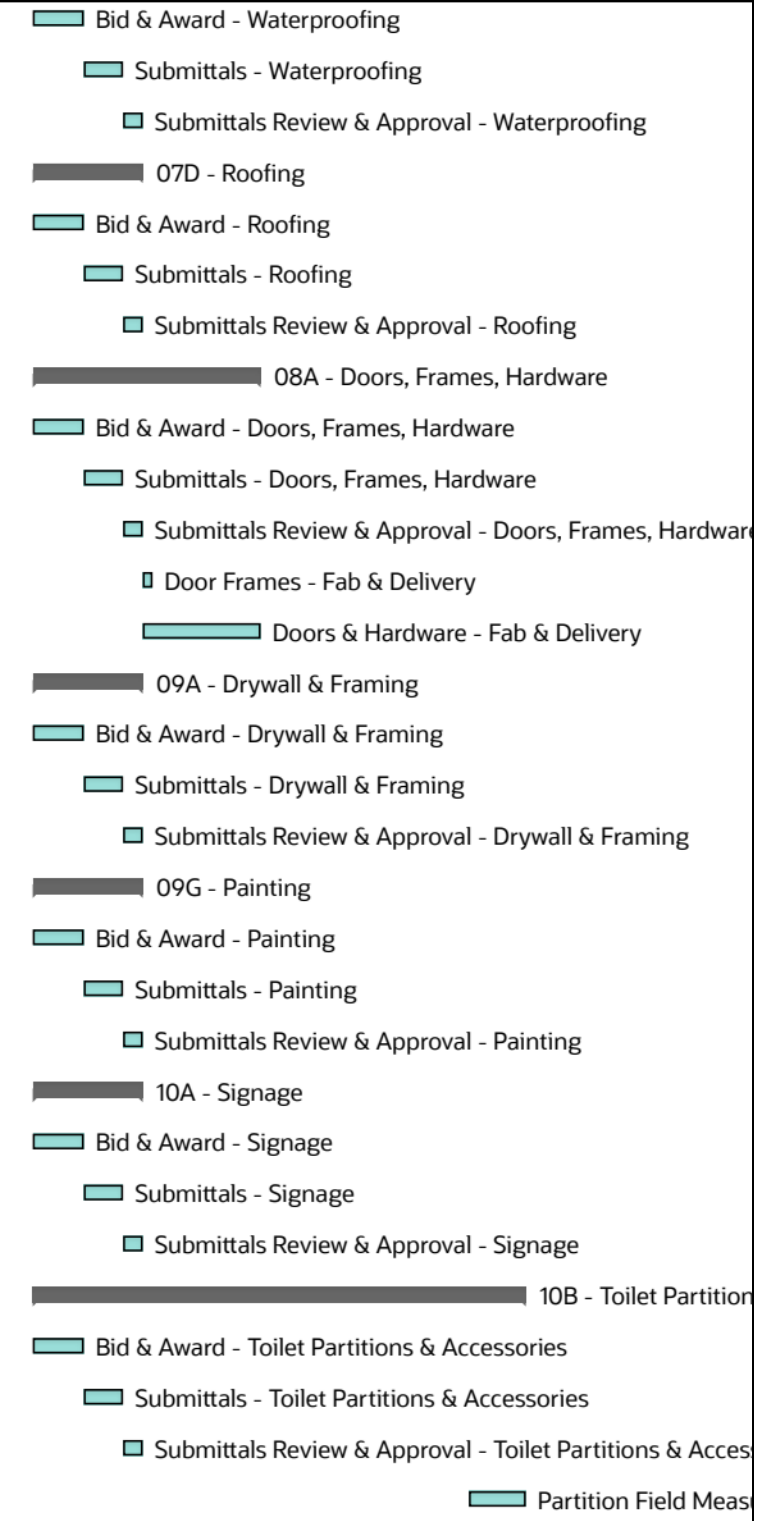 Bid & Award - Waterproofing
Submittals - Waterproofing
Submittals Review & Approval - Waterproofing
07D - Roofing
Bid & Award - Roofing
Submittals - Roofing
Submittals Review & Approval - Roofing
08A - Doors, Frames, Hardware
Bid & Award - Doors, Frames, Hardware
Submittals - Doors, Frames, Hardware
Submittals Review & Approval - Doors, Frames, Hardware
Door Frames - Fab & Delivery
Doors & Hardware - Fab & Delivery
09A - Drywall & Framing
Bid & Award - Drywall & Framing
Submittals - Drywall & Framing
Submittals Review & Approval - Drywall & Framing
09G - Painting
Bid & Award - Painting
Submittals - Painting
Submittals Review & Approval - Painting
10A - Signage
Bid & Award - Signage
Submittals - Signage
Submittals Review & Approval - Signage
10B - Toilet Partition
Bid & Award - Toilet Partitions & Accessories
Submittals - Toilet Partitions & Accessories
Submittals Review & Approval - Toilet Partitions & Acces
Partition Field Meas